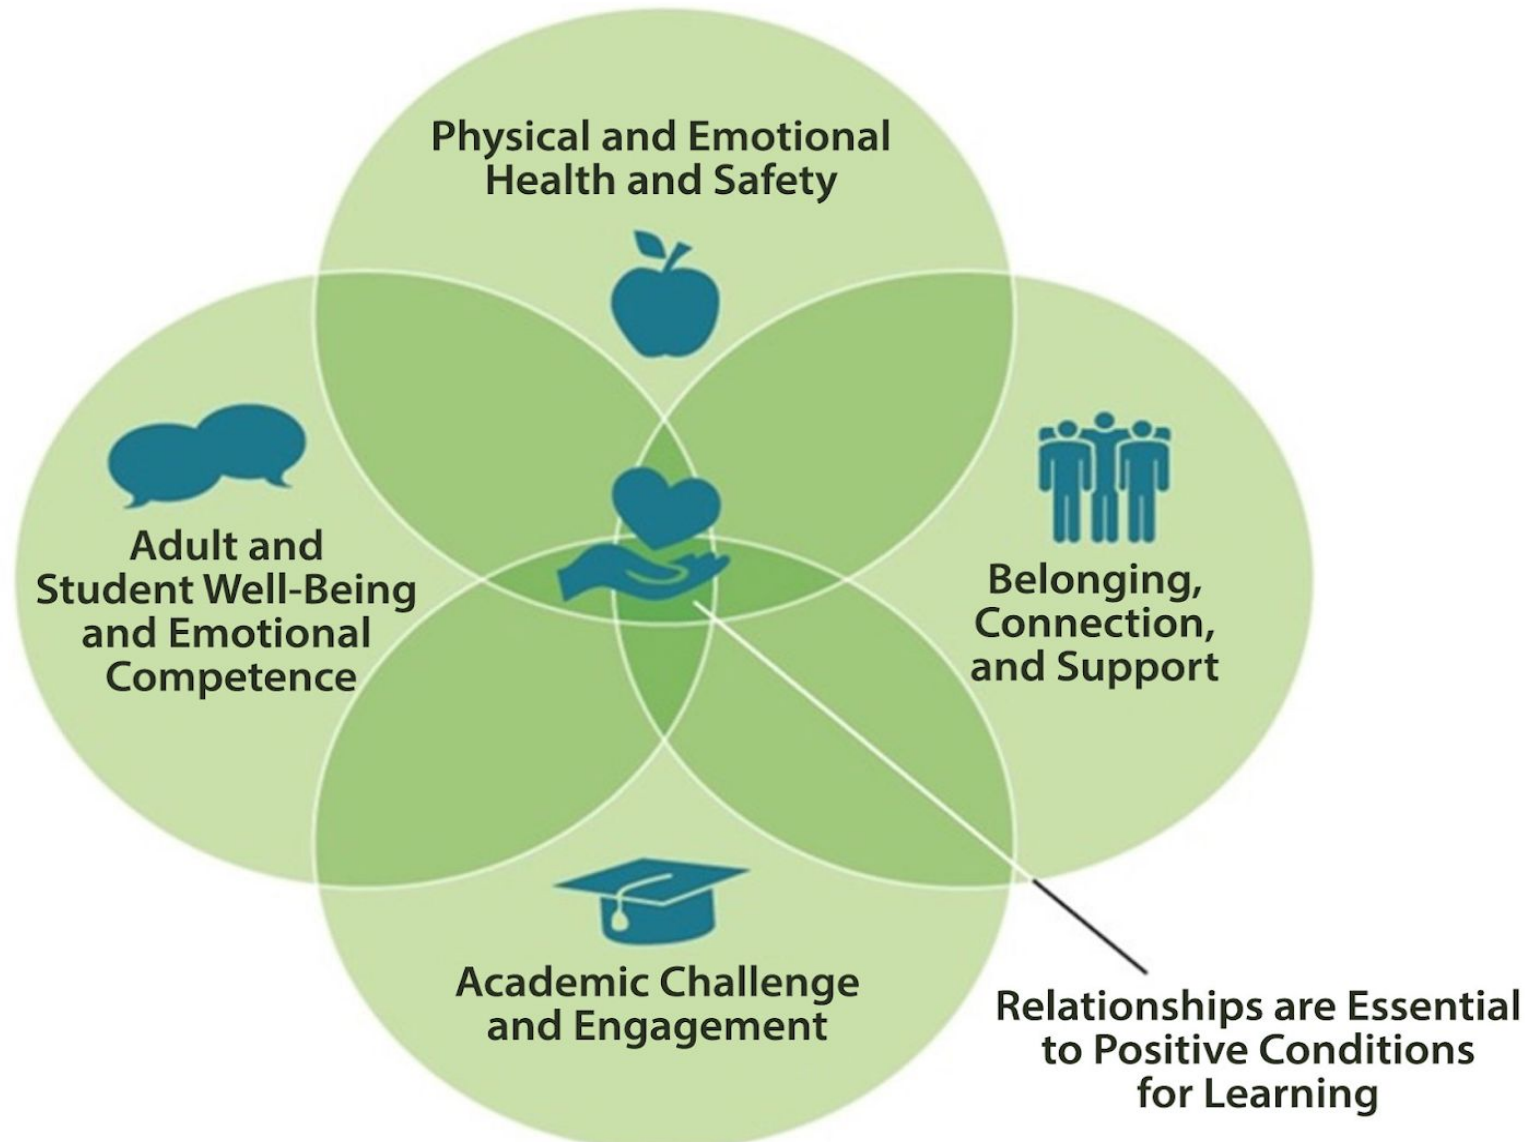 Physical and Emotional
Health and Safety
Adult and
Student Well-Being
and Emotional
Competence
Belonging,
Connection,
and Support
Academic Challenge
and Engagement
Relationships are Essential
to Positive Conditions
for Learning